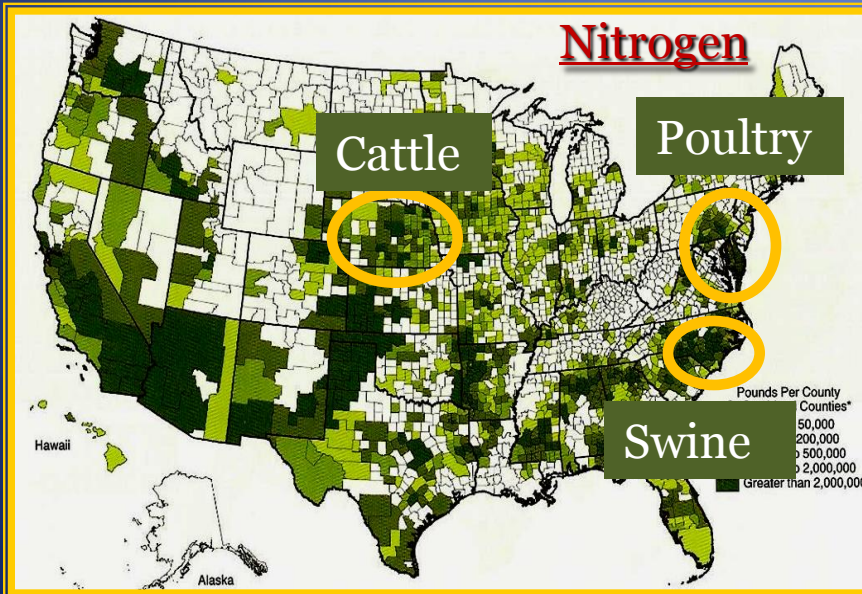 Nitrogen
Cattle
Poultry
Swine
Pounds Per County
Counties*
50,000
200,000
500,000
2,000,000
Greater than 2,000,000
Hawaii
Alaska